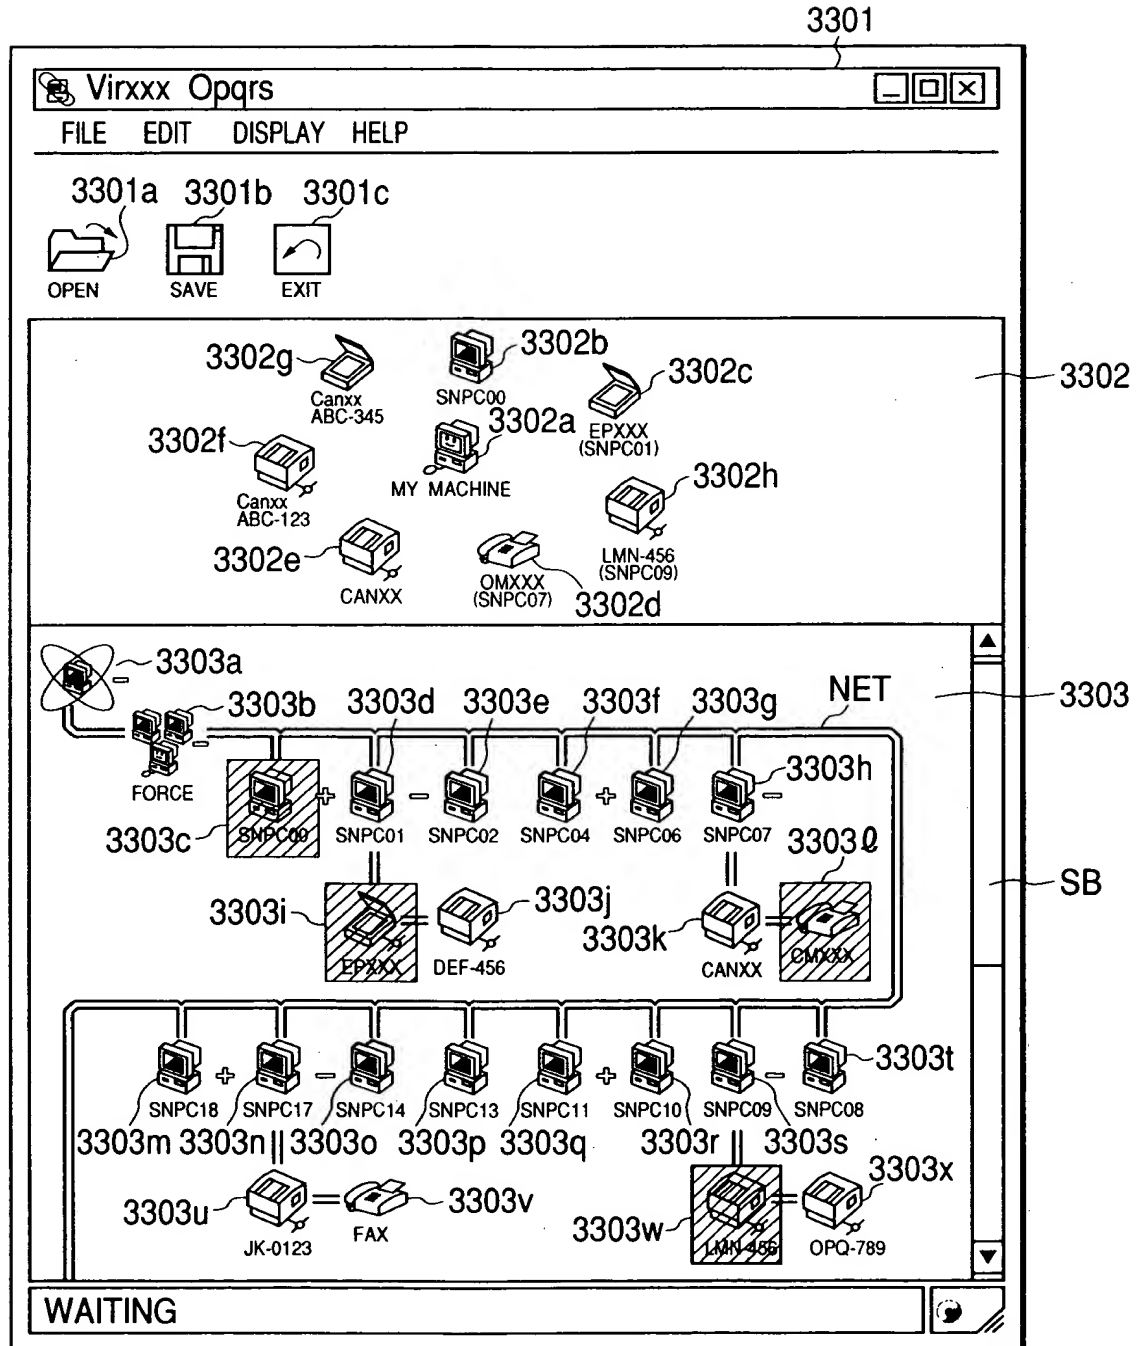 3301
Virxxx Opqrs
FILE EDIT DISPLAY HELP
3301a 3301b 3301c
OPEN SAVE EXIT
3302g 3302b 3302c 3302
Canxx
ABC-345
SNPC00
EPXXX
(SNPC01)
3302f 3302a 3302h
MY MACHINE
Canxx
ABC-123
LMN-456
(SNPC09)
3302e
CANXX
OMXXX
(SNPC07)
3302d
3303a
3303b 3303d 3303e 3303f 3303g NET 3303
FORCE
3303h
3303c SNPC00 SNPC01 SNPC02 SNPC04 SNPC06 SNPC07
3303ℓ
SB
3303i 3303j 3303k
EPXXX DEF-456 CANXX CMXXX
3303t
SNPC18 SNPC17 SNPC14 SNPC13 SNPC11 SNPC10 SNPC09 SNPC08
3303m 3303n 3303o 3303p 3303q 3303r 3303s
3303u 3303v 3303w 3303x
JK-0123 FAX LMN-456 OPQ-789
WAITING